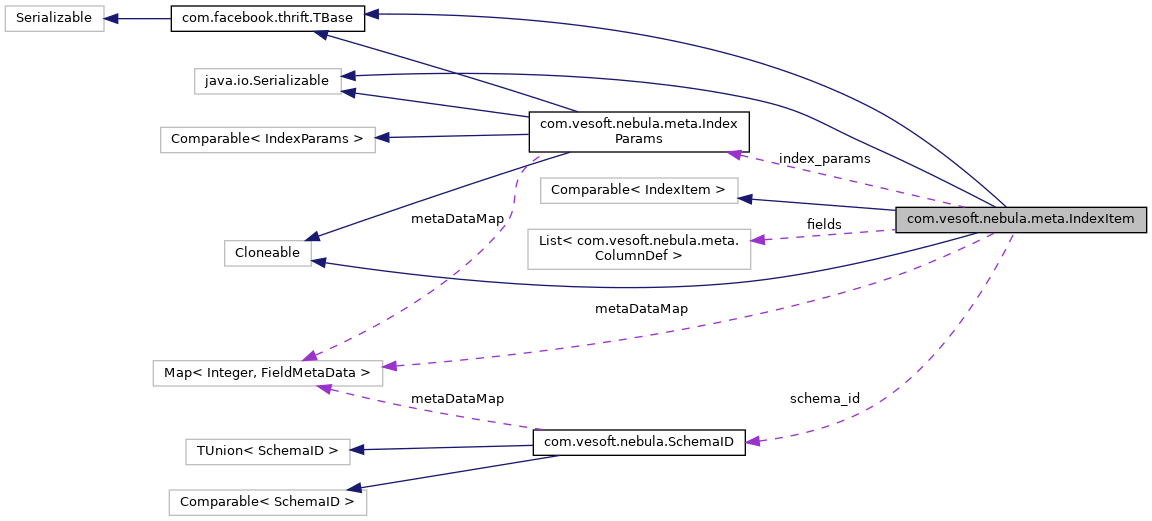 Serializable
com.facebook.thrift.TBase
java.io.Serializable
com.vesoft.nebula.meta.Index
Params
Comparable< IndexParams >
index_params
Comparable< IndexItem >
com.vesoft.nebula.meta.IndexItem
metaDataMap
fields
List< com.vesoft.nebula.meta.
ColumnDef >
Cloneable
metaDataMap
Map< Integer, FieldMetaData >
metaDataMap
schema_id
com.vesoft.nebula.SchemaID
TUnion< SchemaID >
Comparable< SchemaID >